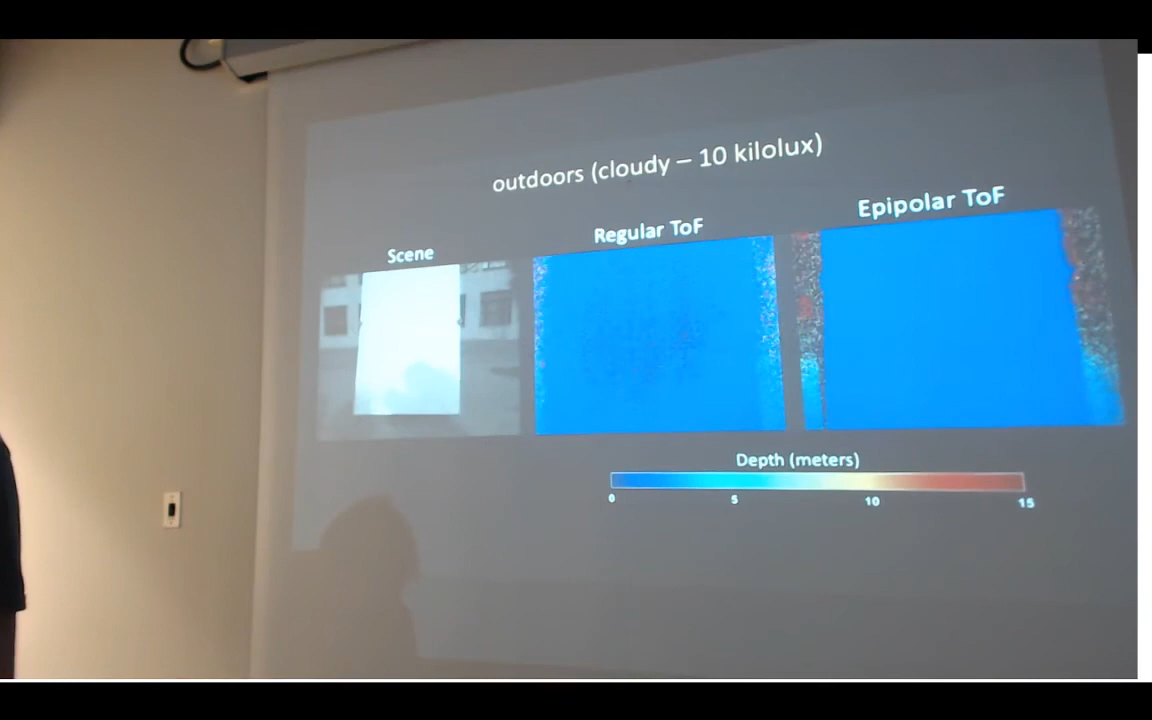 outdoors (cloudy – 10 kilolux)
Scene
Regular ToF
Epipolar ToF
Depth (meters)
0 5 10 15